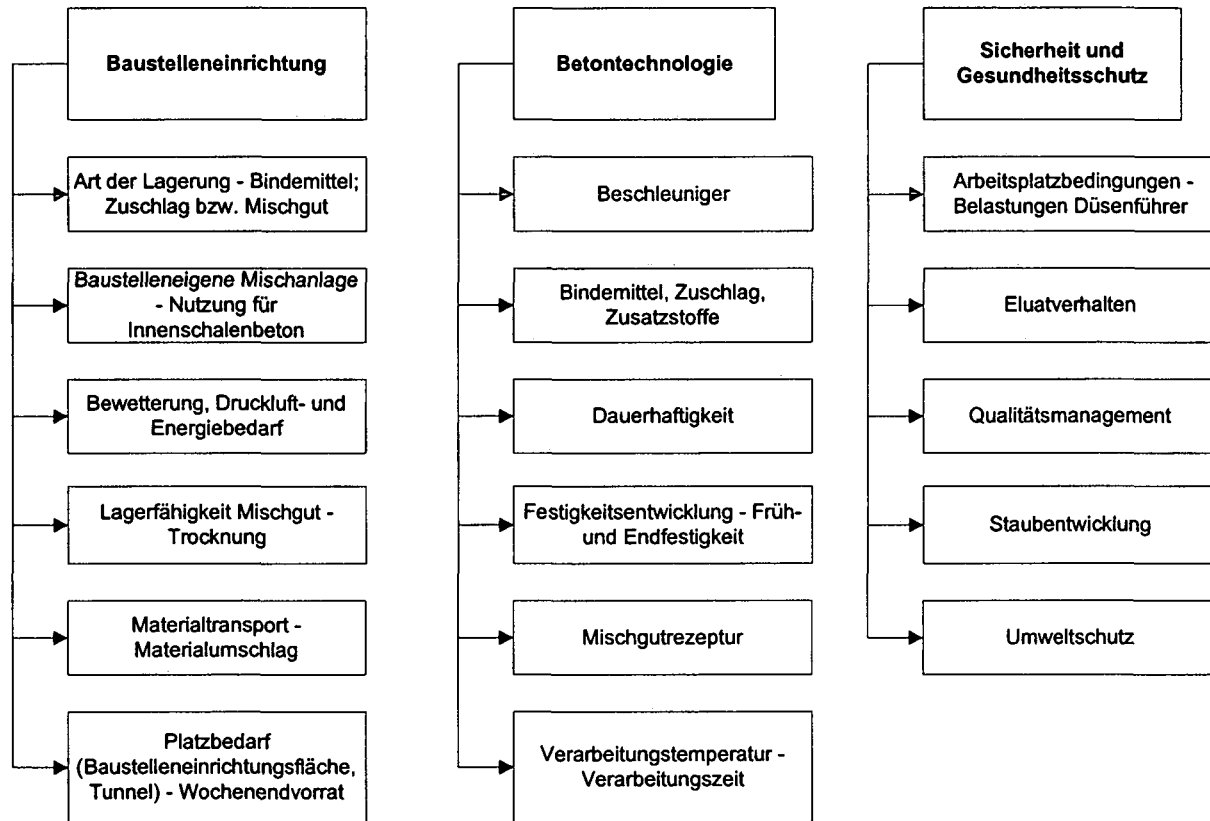 Baustelleneinrichtung
Art der Lagerung - Bindemittel;
Zuschlag bzw. Mischgut
Baustelleneigene Mischanlage
- Nutzung für
Innenschalenbeton
Bewetterung, Druckluft- und
Energiebedarf
Lagerfähigkeit Mischgut -
Trocknung
Materialtransport -
Materialumschlag
Platzbedarf
(Baustelleneinrichtungsfläche,
Tunnel) - Wochenendvorrat
Betontechnologie
Beschleuniger
Bindemittel, Zuschlag,
Zusatzstoffe
Dauerhaftigkeit
Festigkeitsentwicklung - Früh-
und Endfestigkeit
Mischgutrezeptur
Verarbeitungstemperatur -
Verarbeitungszeit
Sicherheit und
Gesundheitsschutz
Arbeitsplatzbedingungen -
Belastungen Düsenführer
Eluatverhalten
Qualitätsmanagement
Staubentwicklung
Umweltschutz